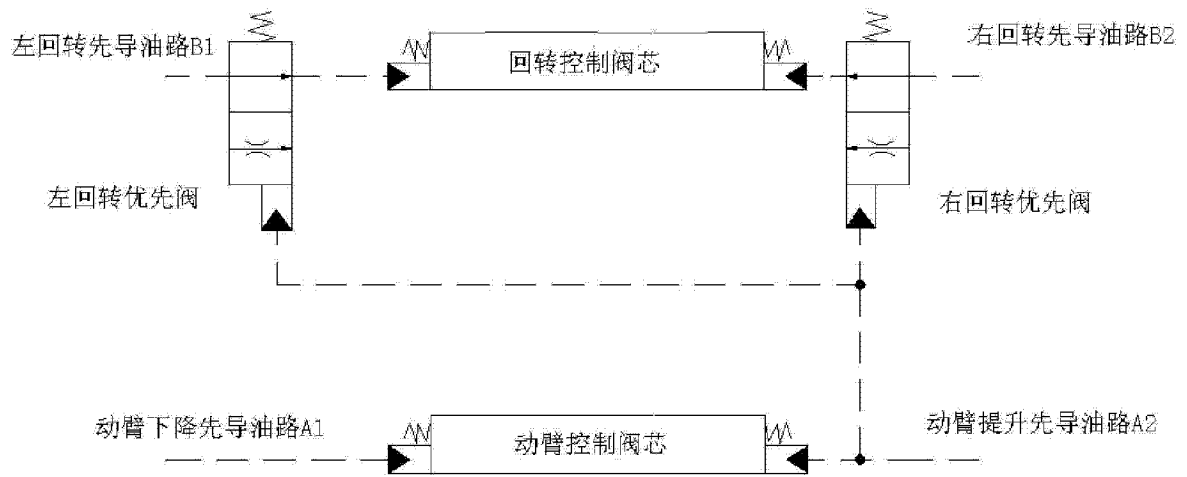 左回转先导油路B1
回转控制阀芯
右回转先导油路B2
左回转优先阀
右回转优先阀
动臂下降先导油路A1
动臂控制阀芯
动臂提升先导油路A2